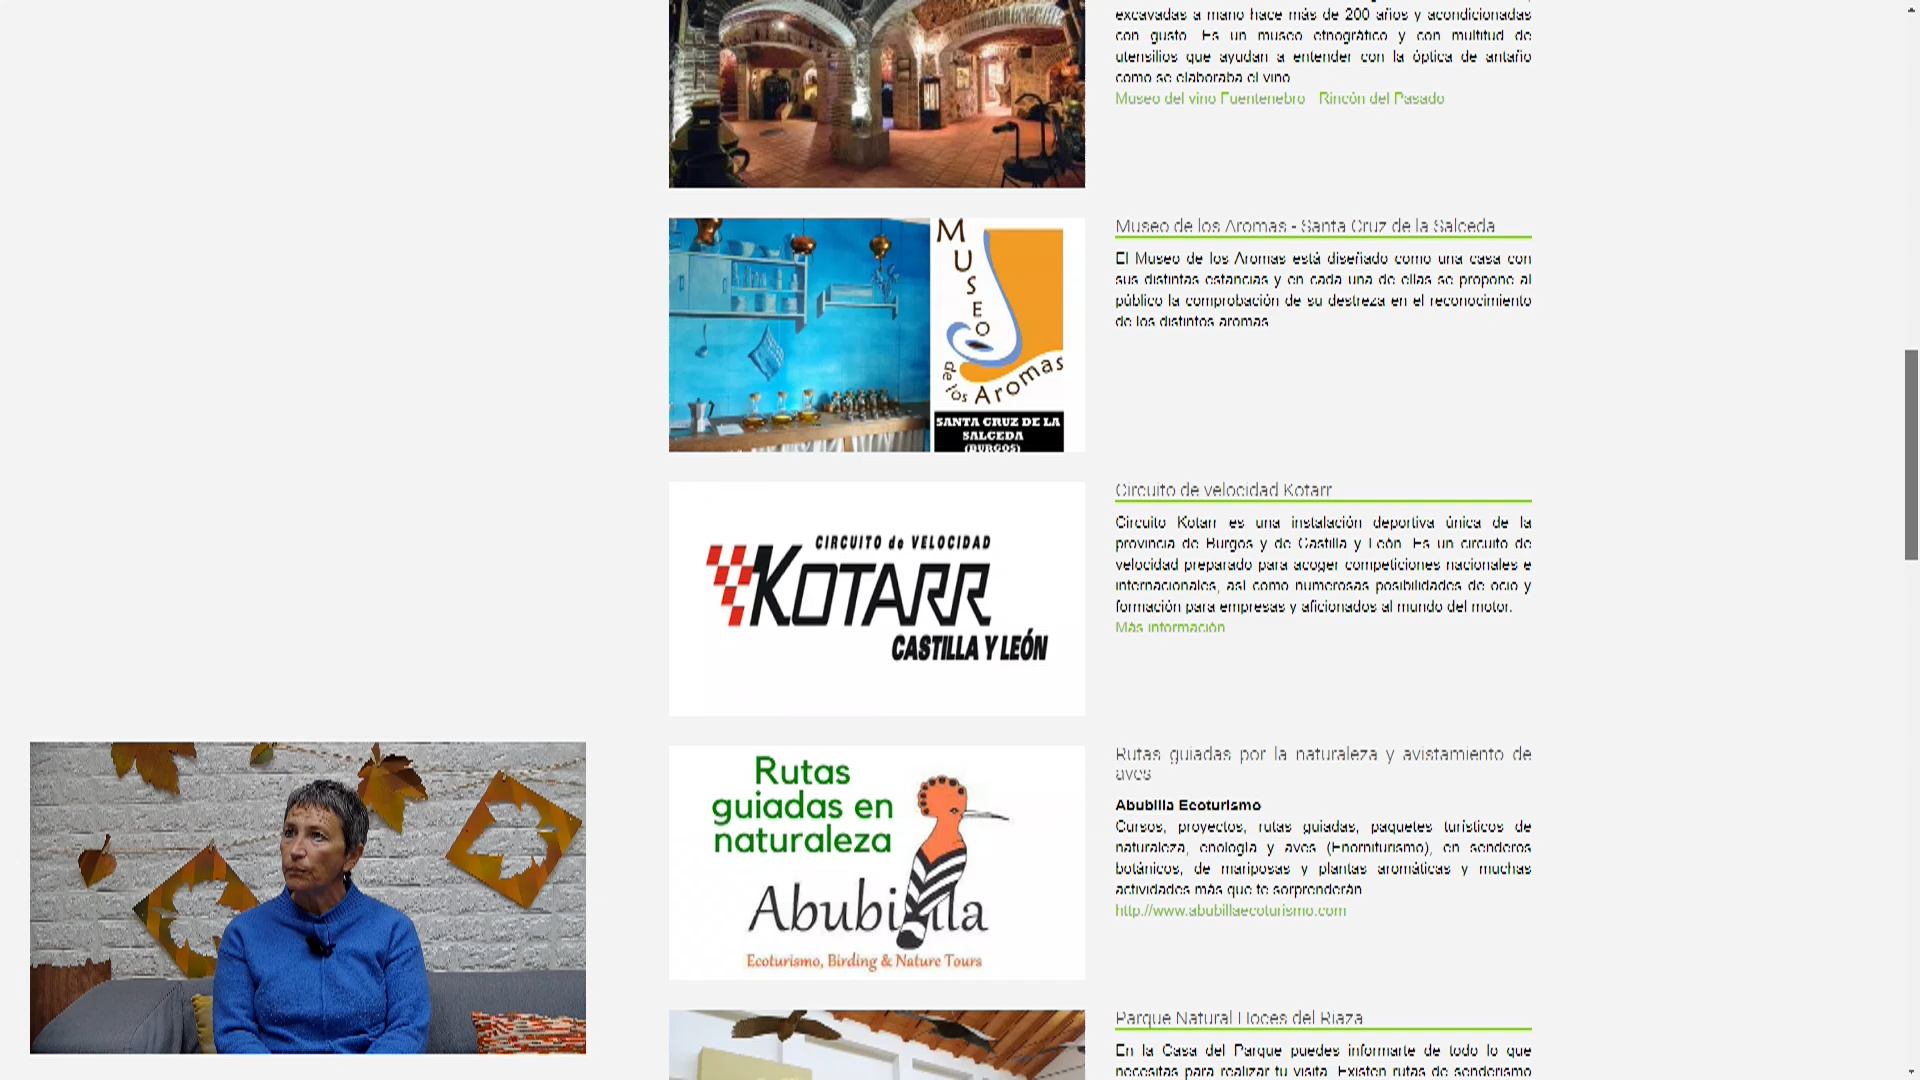 excavadas a mano hace más de 200 años y acondicionadas
con gusto. Es un museo etnográfico y con multitud de
utensilios que ayudan a entender con la óptica de antaño
como se elaboraba el vino.
Museo del vino Fuentenebro - Rincón del Pasado
MUSEO
de los Aromas
SANTA CRUZ DE LA
SALCEDA
(BURGOS)
Museo de los Aromas - Santa Cruz de la Salceda
El Museo de los Aromas está diseñado como una casa con
sus distintas estancias y en cada una de ellas se propone al
público la comprobación de su destreza en el reconocimiento
de los distintos aromas.
CIRCUITO de VELOCIDAD
KOTARR
CASTILLA Y LEÓN
Circuito de velocidad Kotarr
Circuito Kotarr es una instalación deportiva única de la
provincia de Burgos y de Castilla y León. Es un circuito de
velocidad preparado para acoger competiciones nacionales e
internacionales, así como numerosas posibilidades de ocio y
formación para empresas y aficionados al mundo del motor.
Más información
Rutas
guiadas en
naturaleza
Abubilla
Ecoturismo, Birding & Nature Tours
Rutas guiadas por la naturaleza y avistamiento de
aves
Abubilla Ecoturismo
Cursos, proyectos, rutas guiadas, paquetes turísticos de
naturaleza, enología y aves (Enorniturismo), en senderos
botánicos, de mariposas y plantas aromáticas y muchas
actividades más que te sorprenderán
http://www.abubillaecoturismo.com
Parque Natural Hoces del Riaza
En la Casa del Parque puedes informarte de todo lo que
necesitas para realizar tu visita. Existen rutas de senderismo